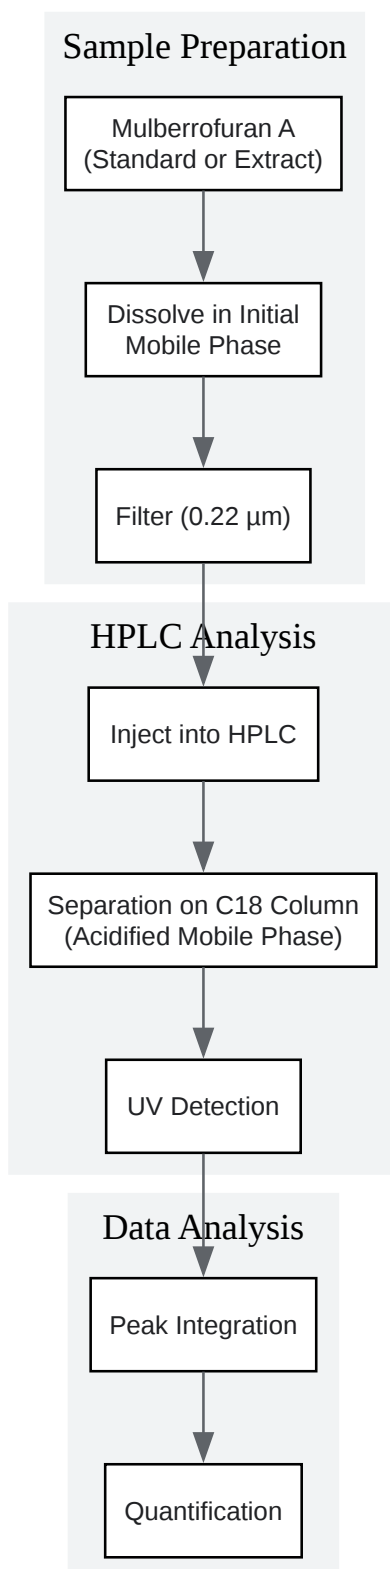 Sample Preparation
Mulberrofuran A
(Standard or Extract)
Dissolve in Initial
Mobile Phase
Filter (0.22 µm)
HPLC Analysis
Inject into HPLC
Separation on C18 Column
(Acidified Mobile Phase)
UV Detection
Data Analysis
Peak Integration
Quantification